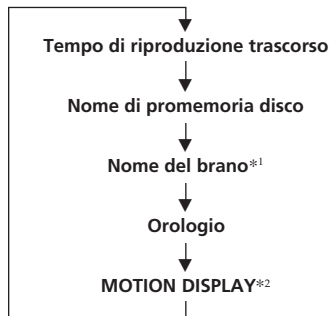 Tempo di riproduzione trascorso
Nome di promemoria disco
Nome del brano*1
Orologio
MOTION DISPLAY*2